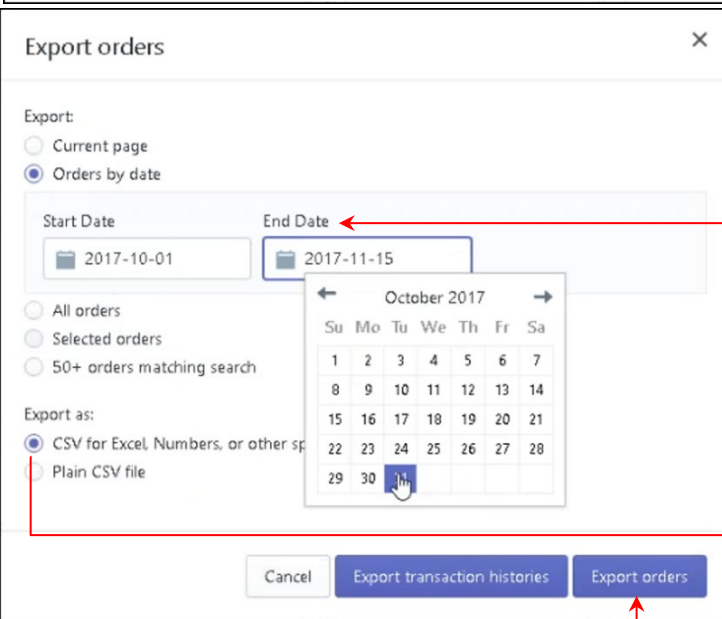 Export orders
Export:
Current page
Orders by date
Start Date End Date
2017-10-01 2017-11-15
All orders
Selected orders
50+ orders matching search
October 2017
Su Mo Tu We Th Fr Sa
1 2 3 4 5 6 7
8 9 10 11 12 13 14
15 16 17 18 19 20 21
22 23 24 25 26 27 28
29 30
Export as:
CSV for Excel, Numbers, or other sp
Plain CSV file
Cancel Export transaction histories Export orders